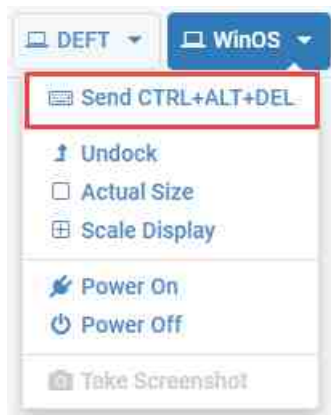 DEFT WinOS
Send CTRL+ALT+DEL
Undock
Actual Size
Scale Display
Power On
Power Off
Take Screenshot